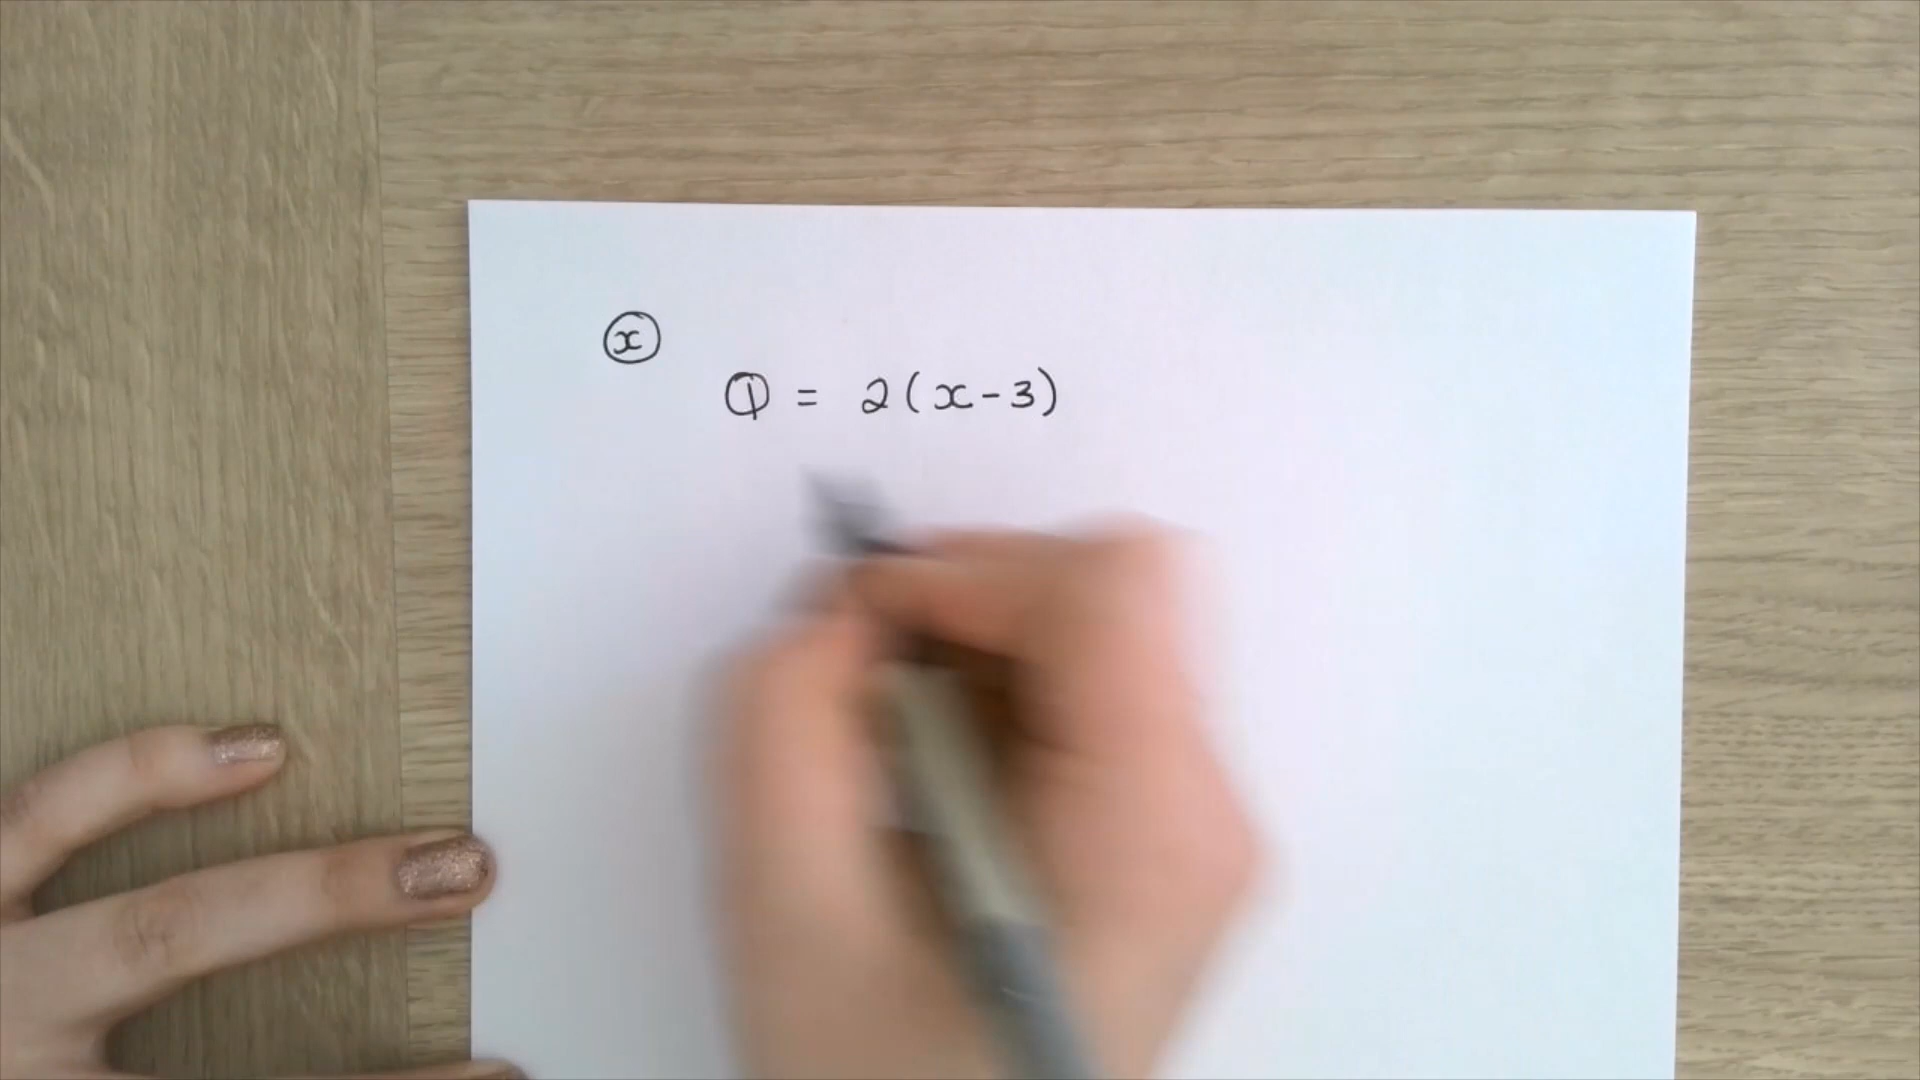 ⓧ
① = 2(x-3)